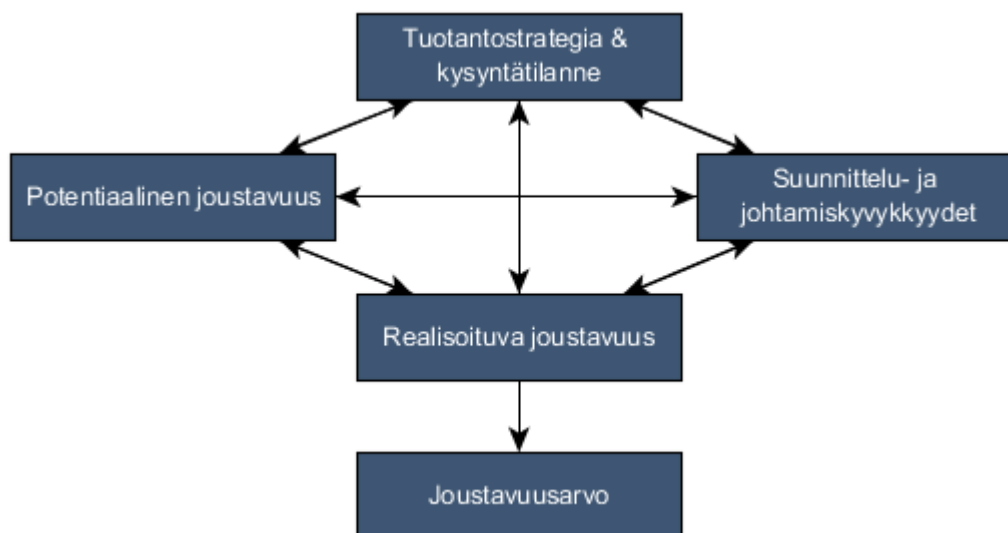 Tuotantostrategia &
kysyntätilanne
Potentiaalinen joustavuus
Suunnittelu- ja
johtamiskyvykkyydet
Realisoituva joustavuus
Joustavuusarvo